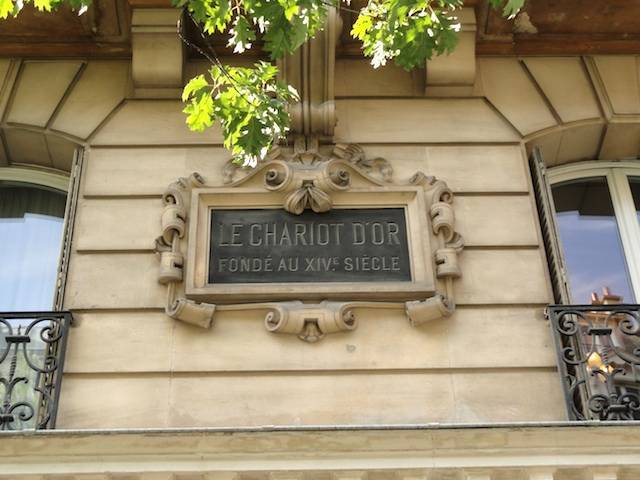 LE CHARIOT D'OR
FONDÉ AU XIVᴱ SIÈCLE